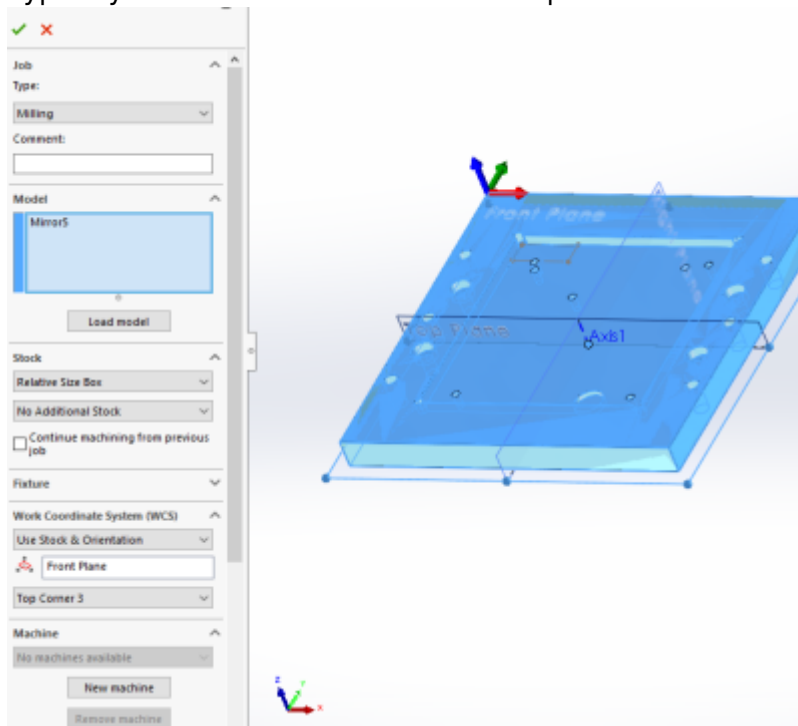 Job
Type:
Milling
Comment:
Model
Mirror5
Load model
Stock
Relative Size Box
No Additional Stock
Continue machining from previous
job
Fixture
Work Coordinate System (WCS)
Use Stock & Orientation
Front Plane
Top Corner 3
Machine
No machines available
New machine
Remove machine
Front Plane
Top Plane
Axis1
z
Y
x